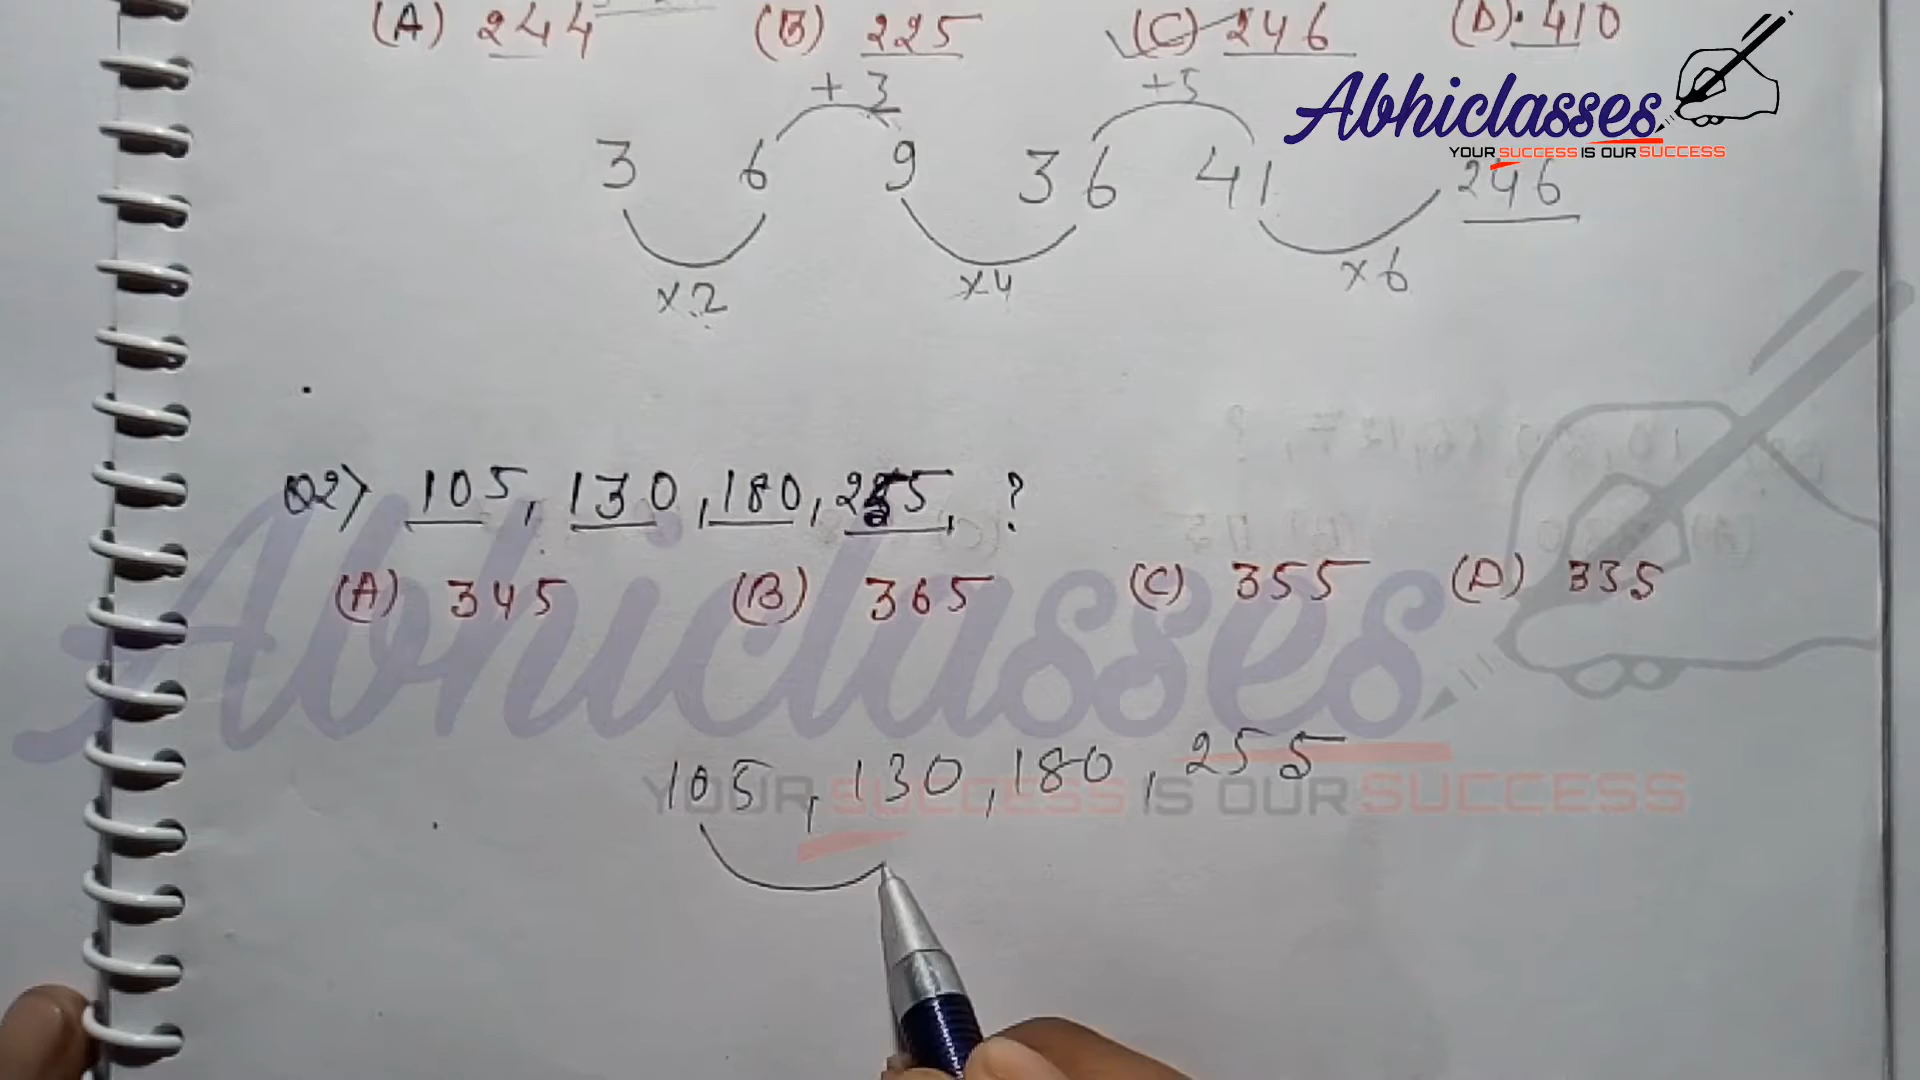 (A) 244 (B) 225 (C) 246 (D) 410
+3 +5
3 6 9 36 41 246
×2 ×4 ×6
Abhiclasses
YOUR SUCCESS IS OUR SUCCESS
Q2) 105, 130, 180, 255, ?
(A) 345 (B) 365 (C) 355 (D) 335
Abhiclasses
YOUR SUCCESS IS OUR SUCCESS
105, 130, 180, 255